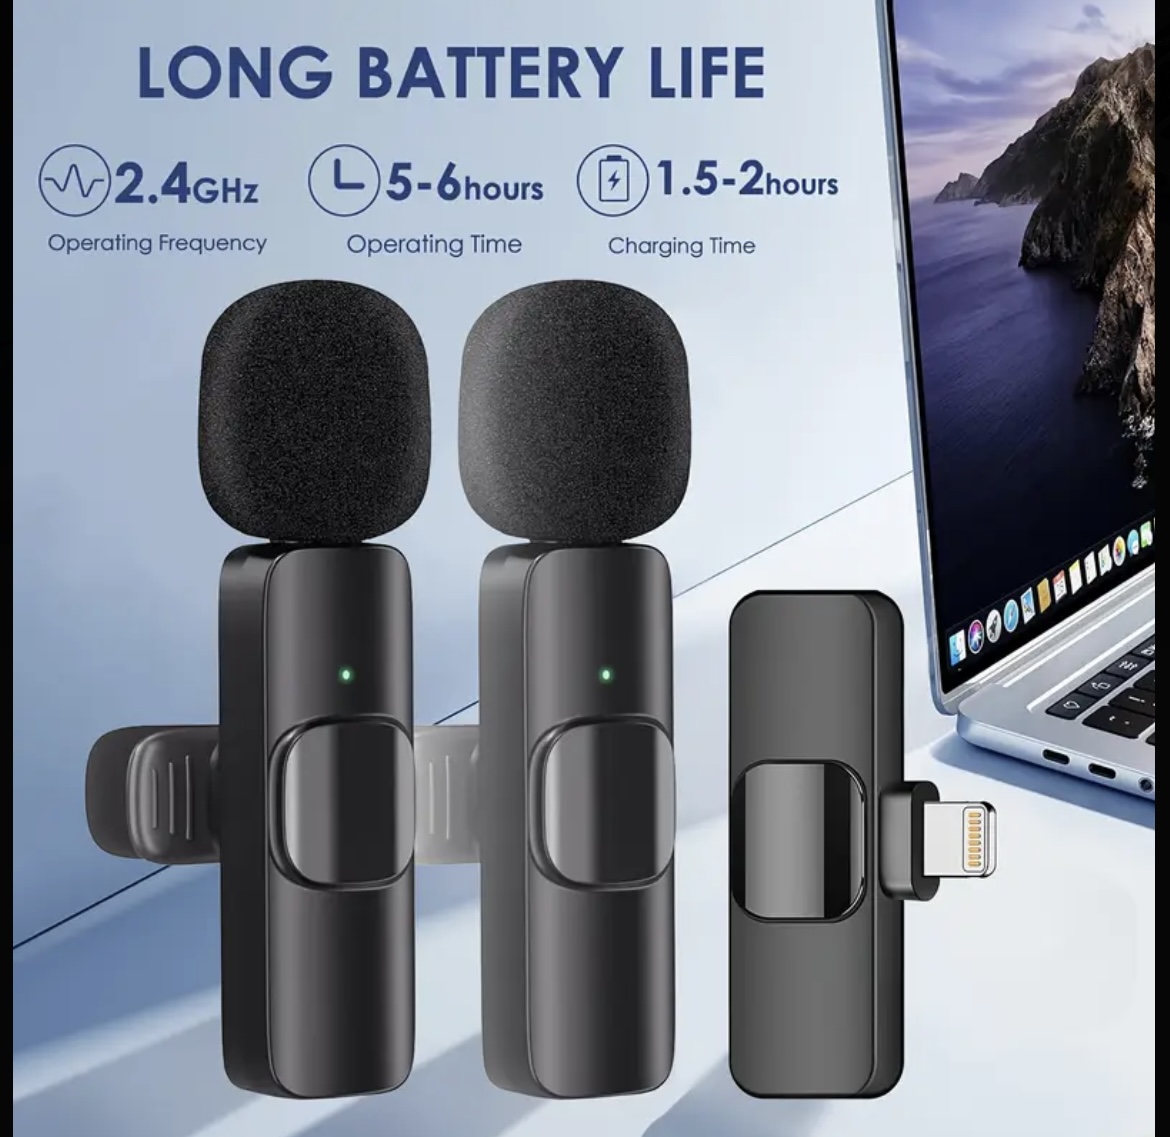 LONG BATTERY LIFE
2.4GHz 5-6hours 1.5-2hours
Operating Frequency Operating Time Charging Time